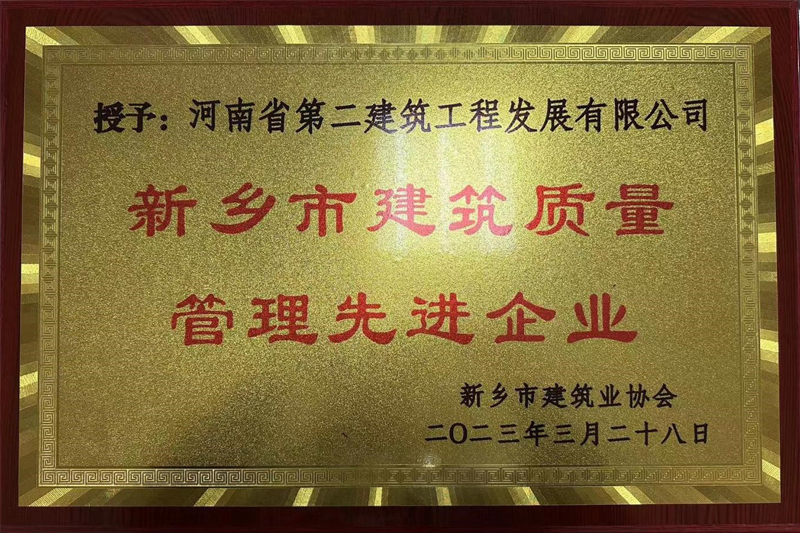 授予：河南省第二建筑工程发展有限公司
新乡市建筑质量
管理先进企业
新乡市建筑业协会
二〇二三年三月二十八日